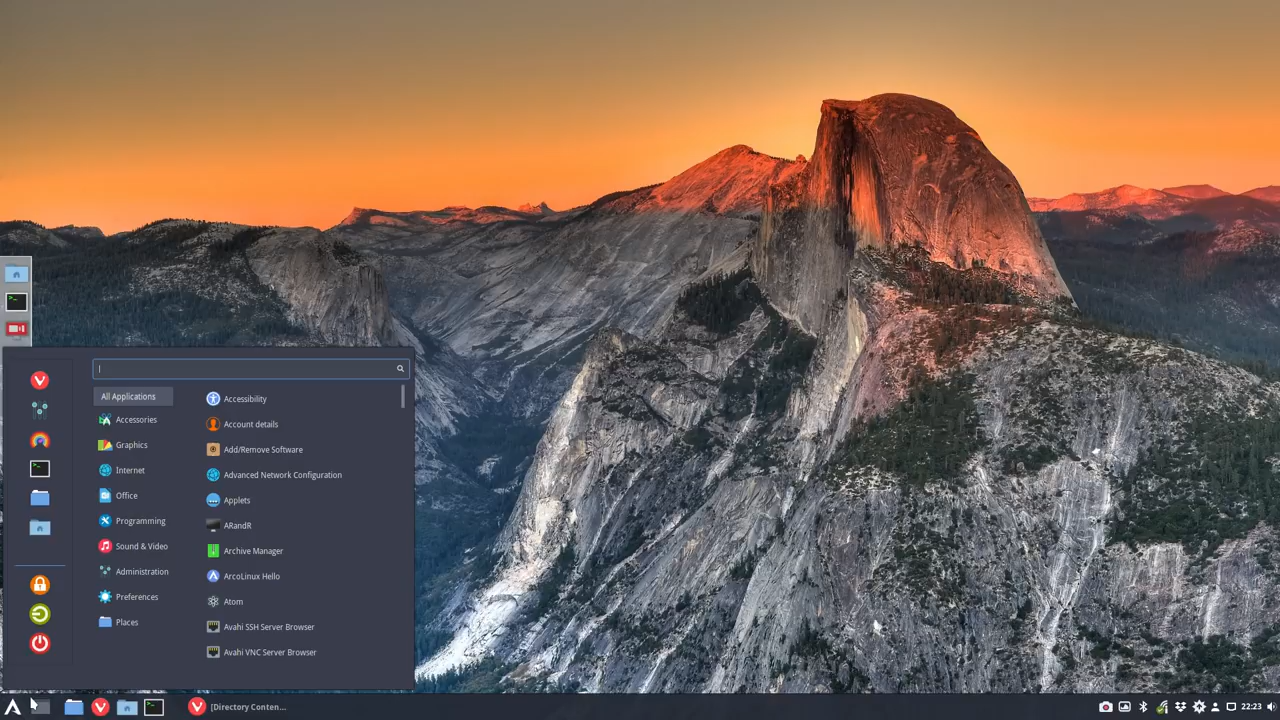 All Applications
Accessories
Graphics
Internet
Office
Programming
Sound & Video
Administration
Preferences
Places
Accessibility
Account details
Add/Remove Software
Advanced Network Configuration
Applets
ARandR
Archive Manager
ArcoLinux Hello
Atom
Avahi SSH Server Browser
Avahi VNC Server Browser
[Directory Conten...
22:23